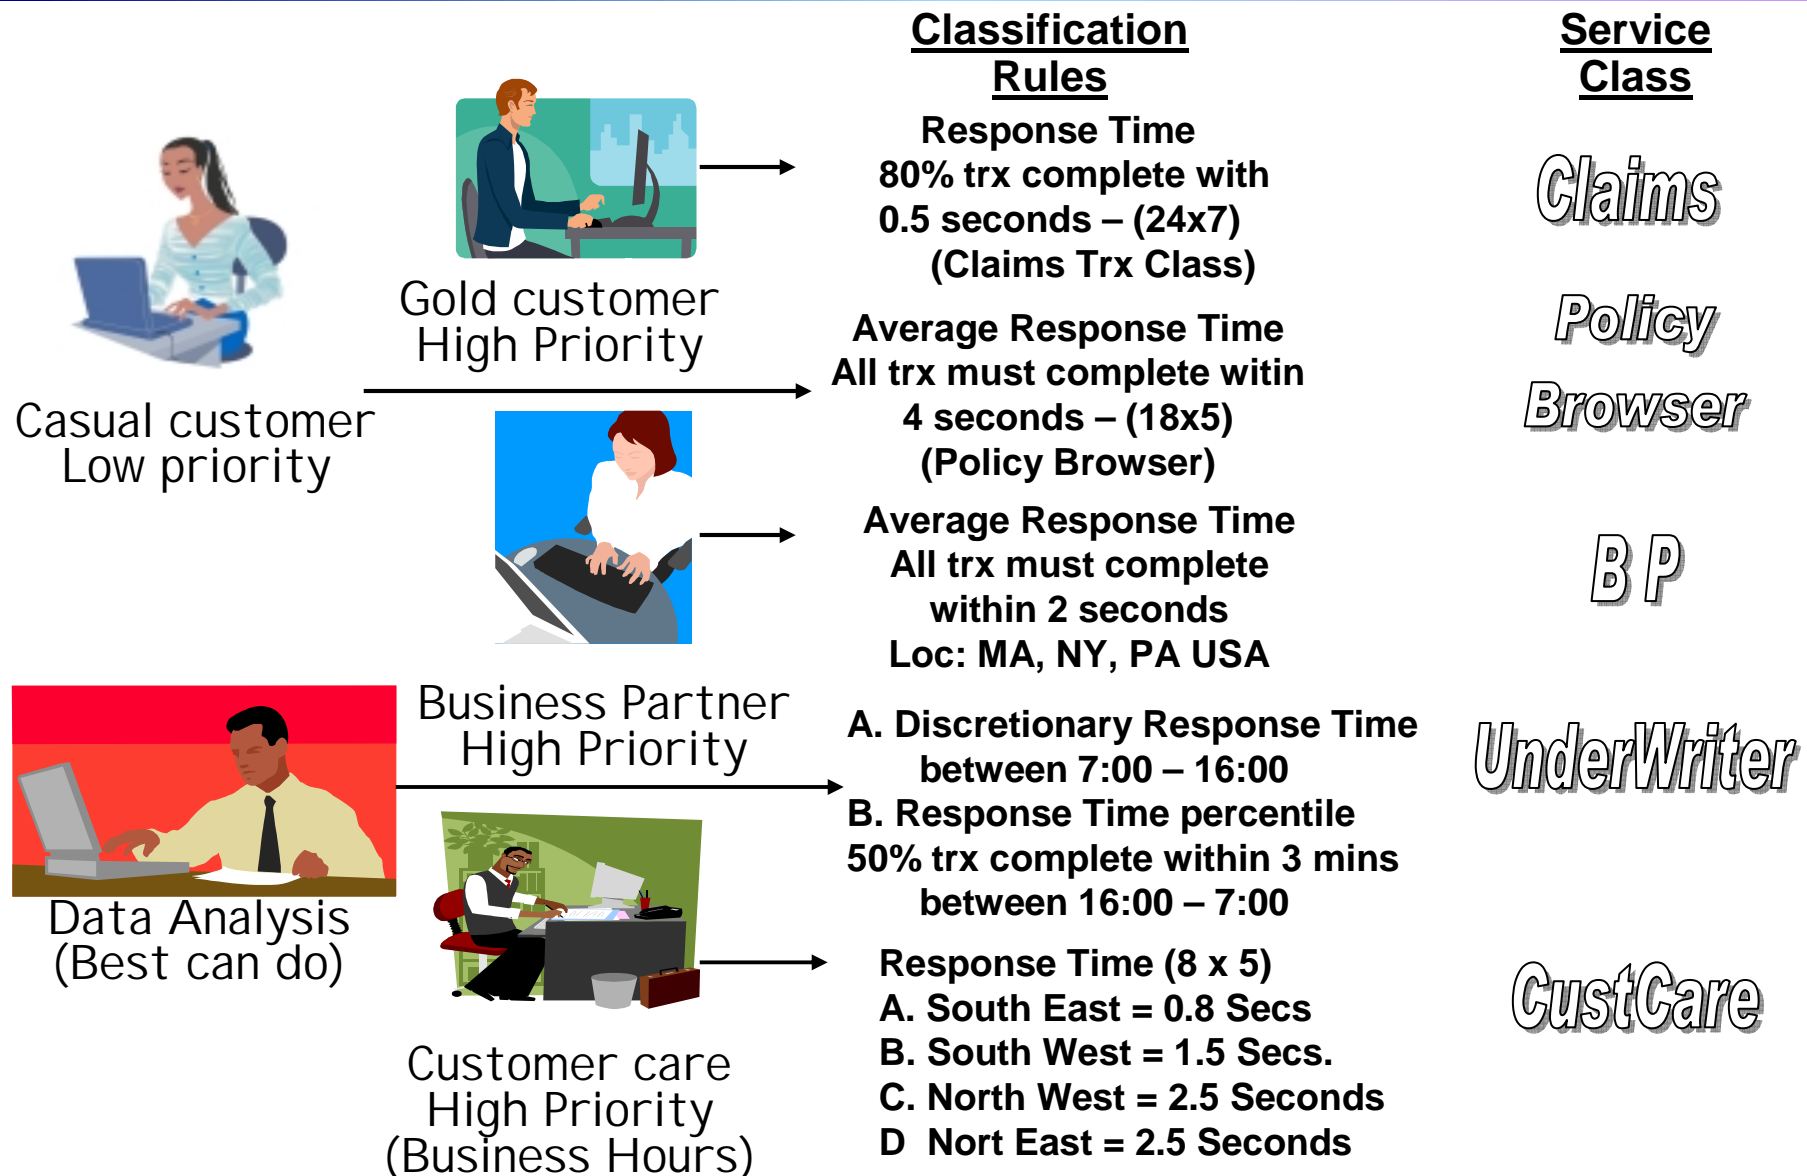 Classification
Rules
Service
Class
Gold customer
High Priority
Response Time
80% trx complete with
0.5 seconds – (24x7)
(Claims Trx Class)
Claims
Casual customer
Low priority
Average Response Time
All trx must complete witin
4 seconds – (18x5)
(Policy Browser)
Policy
Browser
Business Partner
High Priority
Average Response Time
All trx must complete
within 2 seconds
Loc: MA, NY, PA USA
B P
Data Analysis
(Best can do)
A. Discretionary Response Time
between 7:00 – 16:00
B. Response Time percentile
50% trx complete within 3 mins
between 16:00 – 7:00
UnderWriter
Customer care
High Priority
(Business Hours)
Response Time (8 x 5)
A. South East = 0.8 Secs
B. South West = 1.5 Secs.
C. North West = 2.5 Seconds
D  Nort East = 2.5 Seconds
CustCare